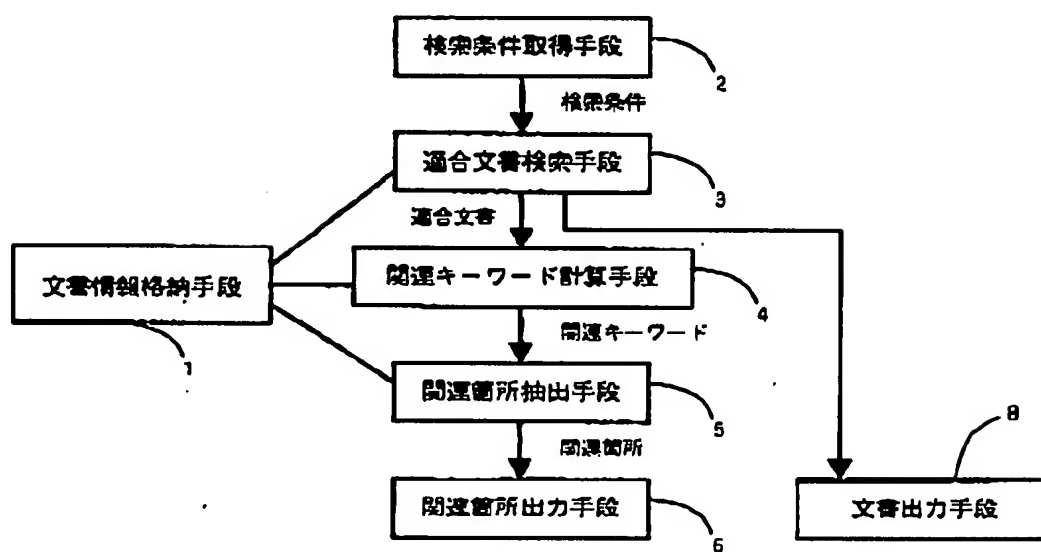 検索条件取得手段
2
検索条件
適合文書検索手段
3
適合文書
文書情報格納手段
1
関連キーワード計算手段
4
関連キーワード
関連箇所抽出手段
5
関連箇所
8
関連箇所出力手段
6
文書出力手段